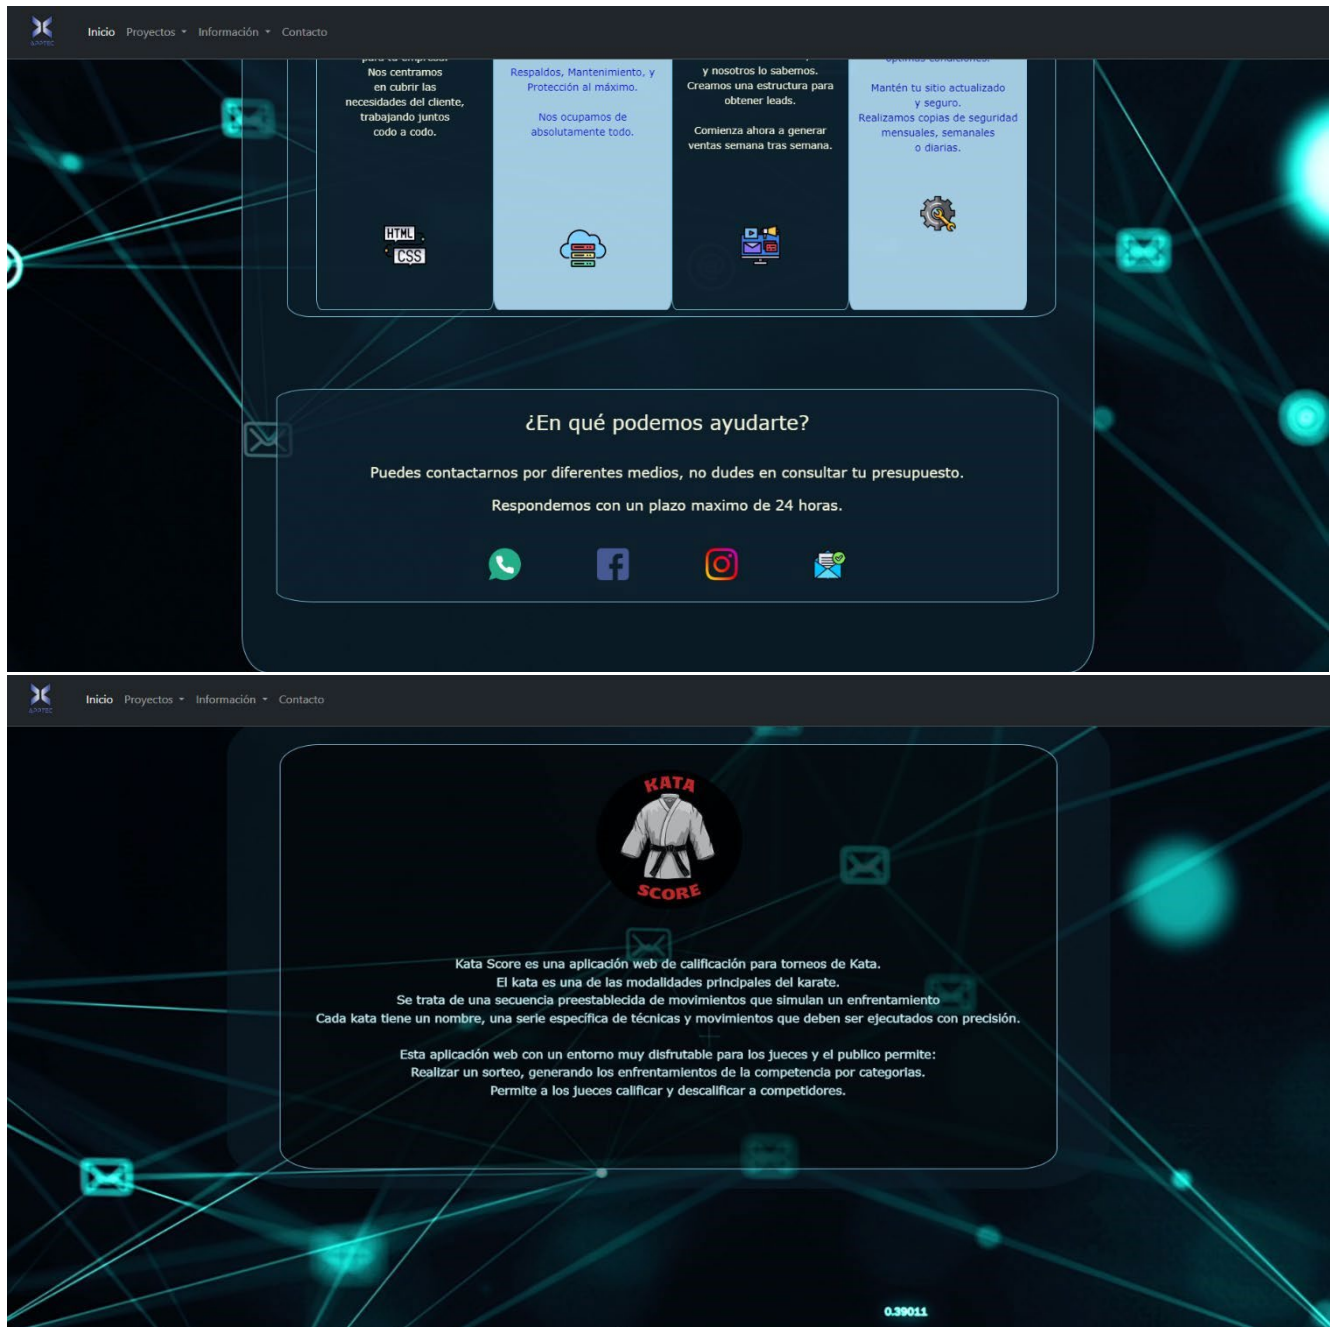 APPTEC
Inicio Proyectos Información Contacto
para tu empresa.
Nos centramos
en cubrir las
necesidades del cliente,
trabajando juntos
codo a codo.
HTML
CSS
Respaldos, Mantenimiento, y
Protección al máximo.
Nos ocupamos de
absolutamente todo.
y nosotros lo sabemos.
Creamos una estructura para
obtener leads.
Comienza ahora a generar
ventas semana tras semana.
óptimas condiciones.
Mantén tu sitio actualizado
y seguro.
Realizamos copias de seguridad
mensuales, semanales
o diarias.
¿En qué podemos ayudarte?
Puedes contactarnos por diferentes medios, no dudes en consultar tu presupuesto.
Respondemos con un plazo maximo de 24 horas.
APPTEC
Inicio Proyectos Información Contacto
KATA
SCORE
Kata Score es una aplicación web de calificación para torneos de Kata.
El kata es una de las modalidades principales del karate.
Se trata de una secuencia preestablecida de movimientos que simulan un enfrentamiento
Cada kata tiene un nombre, una serie específica de técnicas y movimientos que deben ser ejecutados con precisión.
Esta aplicación web con un entorno muy disfrutable para los jueces y el publico permite:
Realizar un sorteo, generando los enfrentamientos de la competencia por categorias.
Permite a los jueces calificar y descalificar a competidores.
0.39011